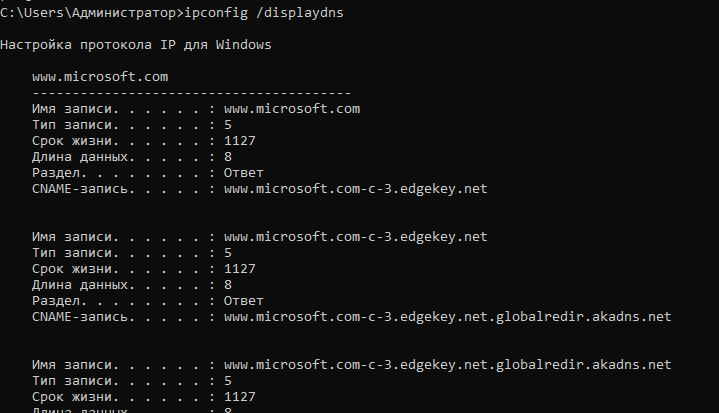 C:\Users\Администратор>ipconfig /displaydns
Настройка протокола IP для Windows
www.microsoft.com
----------------------------------------
Имя записи. . . . . . : www.microsoft.com
Тип записи. . . . . . : 5
Срок жизни. . . . . . : 1127
Длина данных. . . . . : 8
Раздел. . . . . . . . : Ответ
CNAME-запись. . . . . : www.microsoft.com-c-3.edgekey.net
Имя записи. . . . . . : www.microsoft.com-c-3.edgekey.net
Тип записи. . . . . . : 5
Срок жизни. . . . . . : 1127
Длина данных. . . . . : 8
Раздел. . . . . . . . : Ответ
CNAME-запись. . . . . : www.microsoft.com-c-3.edgekey.net.globalredir.akadns.net
Имя записи. . . . . . : www.microsoft.com-c-3.edgekey.net.globalredir.akadns.net
Тип записи. . . . . . : 5
Срок жизни. . . . . . : 1127
Длина данных. . . . . : 8